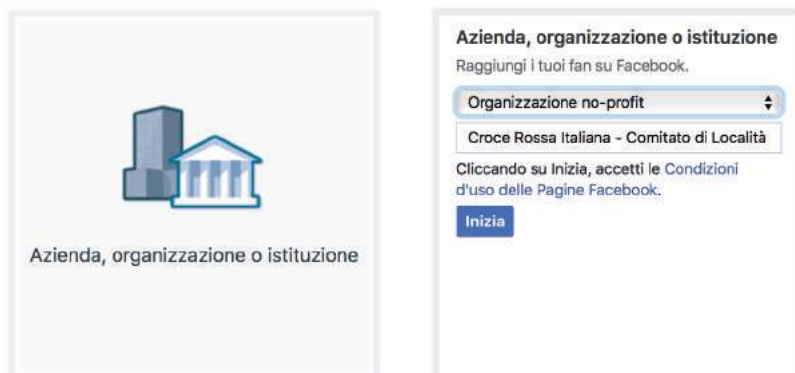 Azienda, organizzazione o istituzione
Azienda, organizzazione o istituzione
Raggiungi i tuoi fan su Facebook.
Organizzazione no-profit
Croce Rossa Italiana - Comitato di Località
Cliccando su Inizia, accetti le Condizioni
d'uso delle Pagine Facebook.
Inizia